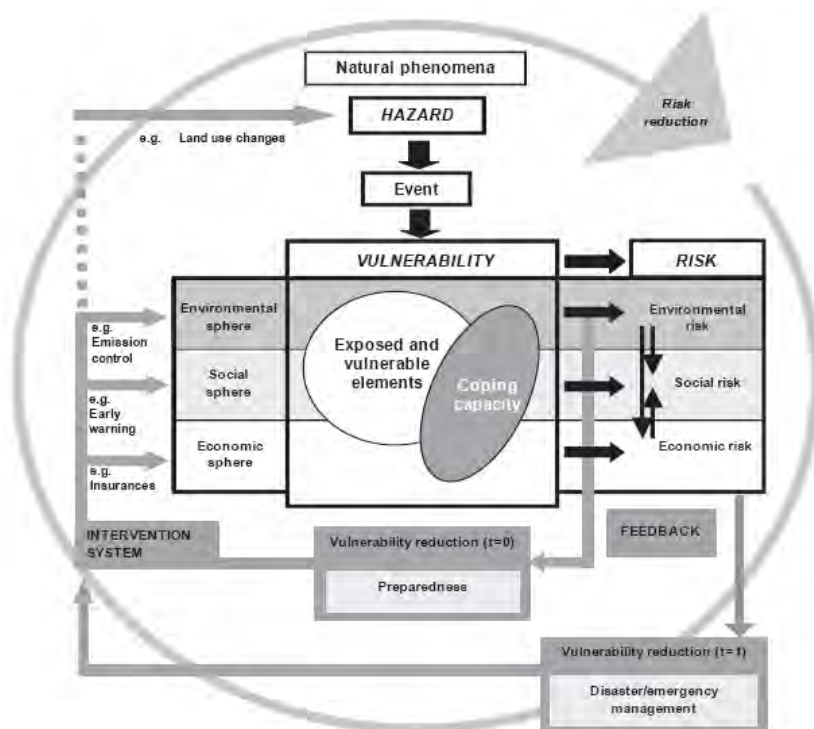 Natural phenomena
Risk
reduction
HAZARD
e.g. Land use changes
Event
VULNERABILITY
RISK
Environmental
sphere
Environmental
risk
e.g.
Emission
control
Exposed and
vulnerable
elements
Social
sphere
Coping
capacity
Social risk
e.g.
Early
warning
Economic
sphere
Economic risk
e.g.
Insurances
INTERVENTION
SYSTEM
Vulnerability reduction (t=0)
FEEDBACK
Preparedness
Vulnerability reduction (t=1)
Disaster/emergency
management